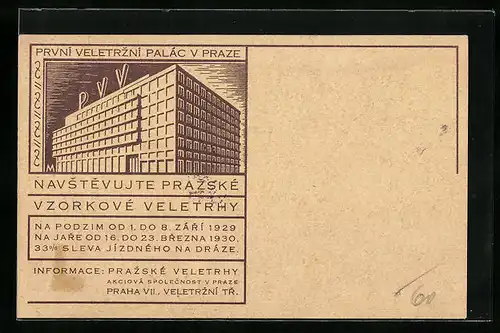 PRVNÍ VELETRŽNÍ PALÁC V PRAZE
PVV
M
NAVŠTĚVUJTE PRAŽSKÉ
VZORKOVÉ VELETRHY
NA PODZIM OD 1. DO 8. ZÁŘÍ 1929
NA JAŘE OD 16. DO 23. BŘEZNA 1930.
33% SLEVA JÍZDNÉHO NA DRÁZE.
INFORMACE: PRAŽSKÉ VELETRHY
AKCIOVÁ SPOLEČNOST V PRAZE
PRAHA VII., VELETRŽNÍ TŘ.
60